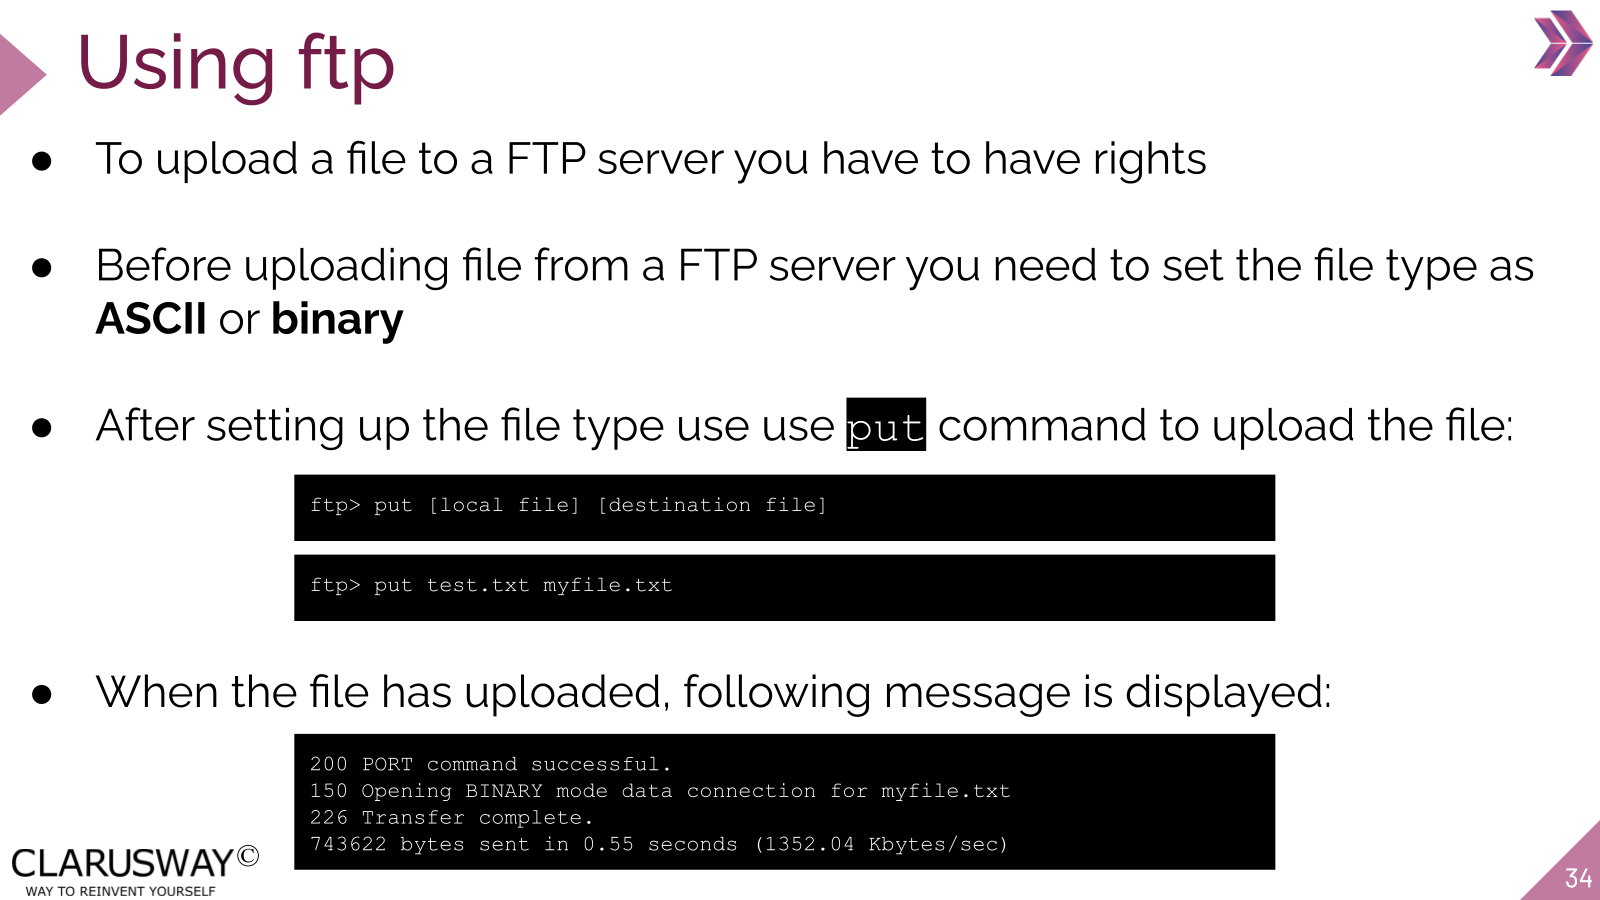 Using ftp
● To upload a file to a FTP server you have to have rights
● Before uploading file from a FTP server you need to set the file type as
ASCII or binary
● After setting up the file type use use put command to upload the file:
ftp> put [local file] [destination file]
ftp> put test.txt myfile.txt
● When the file has uploaded, following message is displayed:
200 PORT command successful.
150 Opening BINARY mode data connection for myfile.txt
226 Transfer complete.
743622 bytes sent in 0.55 seconds (1352.04 Kbytes/sec)
CLARUSWAY©
WAY TO REINVENT YOURSELF
34